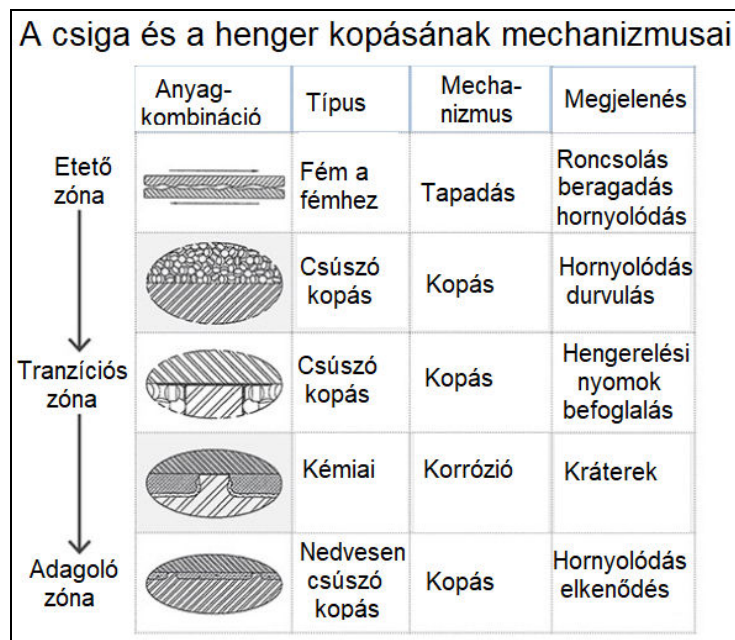 A csiga és a henger kopásának mechanizmusai
Anyag-
kombináció
Típus
Mecha-
nizmus
Megjelenés
Etető
zóna
Fém a
fémhez
Tapadás
Roncsolás
beragadás
hornyolódás
Csúszó
kopás
Kopás
Hornyolódás
durvulás
Tranzíciós
zóna
Csúszó
kopás
Kopás
Hengerelési
nyomok
befoglalás
Kémiai
Korrózió
Kráterek
Adagoló
zóna
Nedvesen
csúszó
kopás
Kopás
Hornyolódás
elkenődés